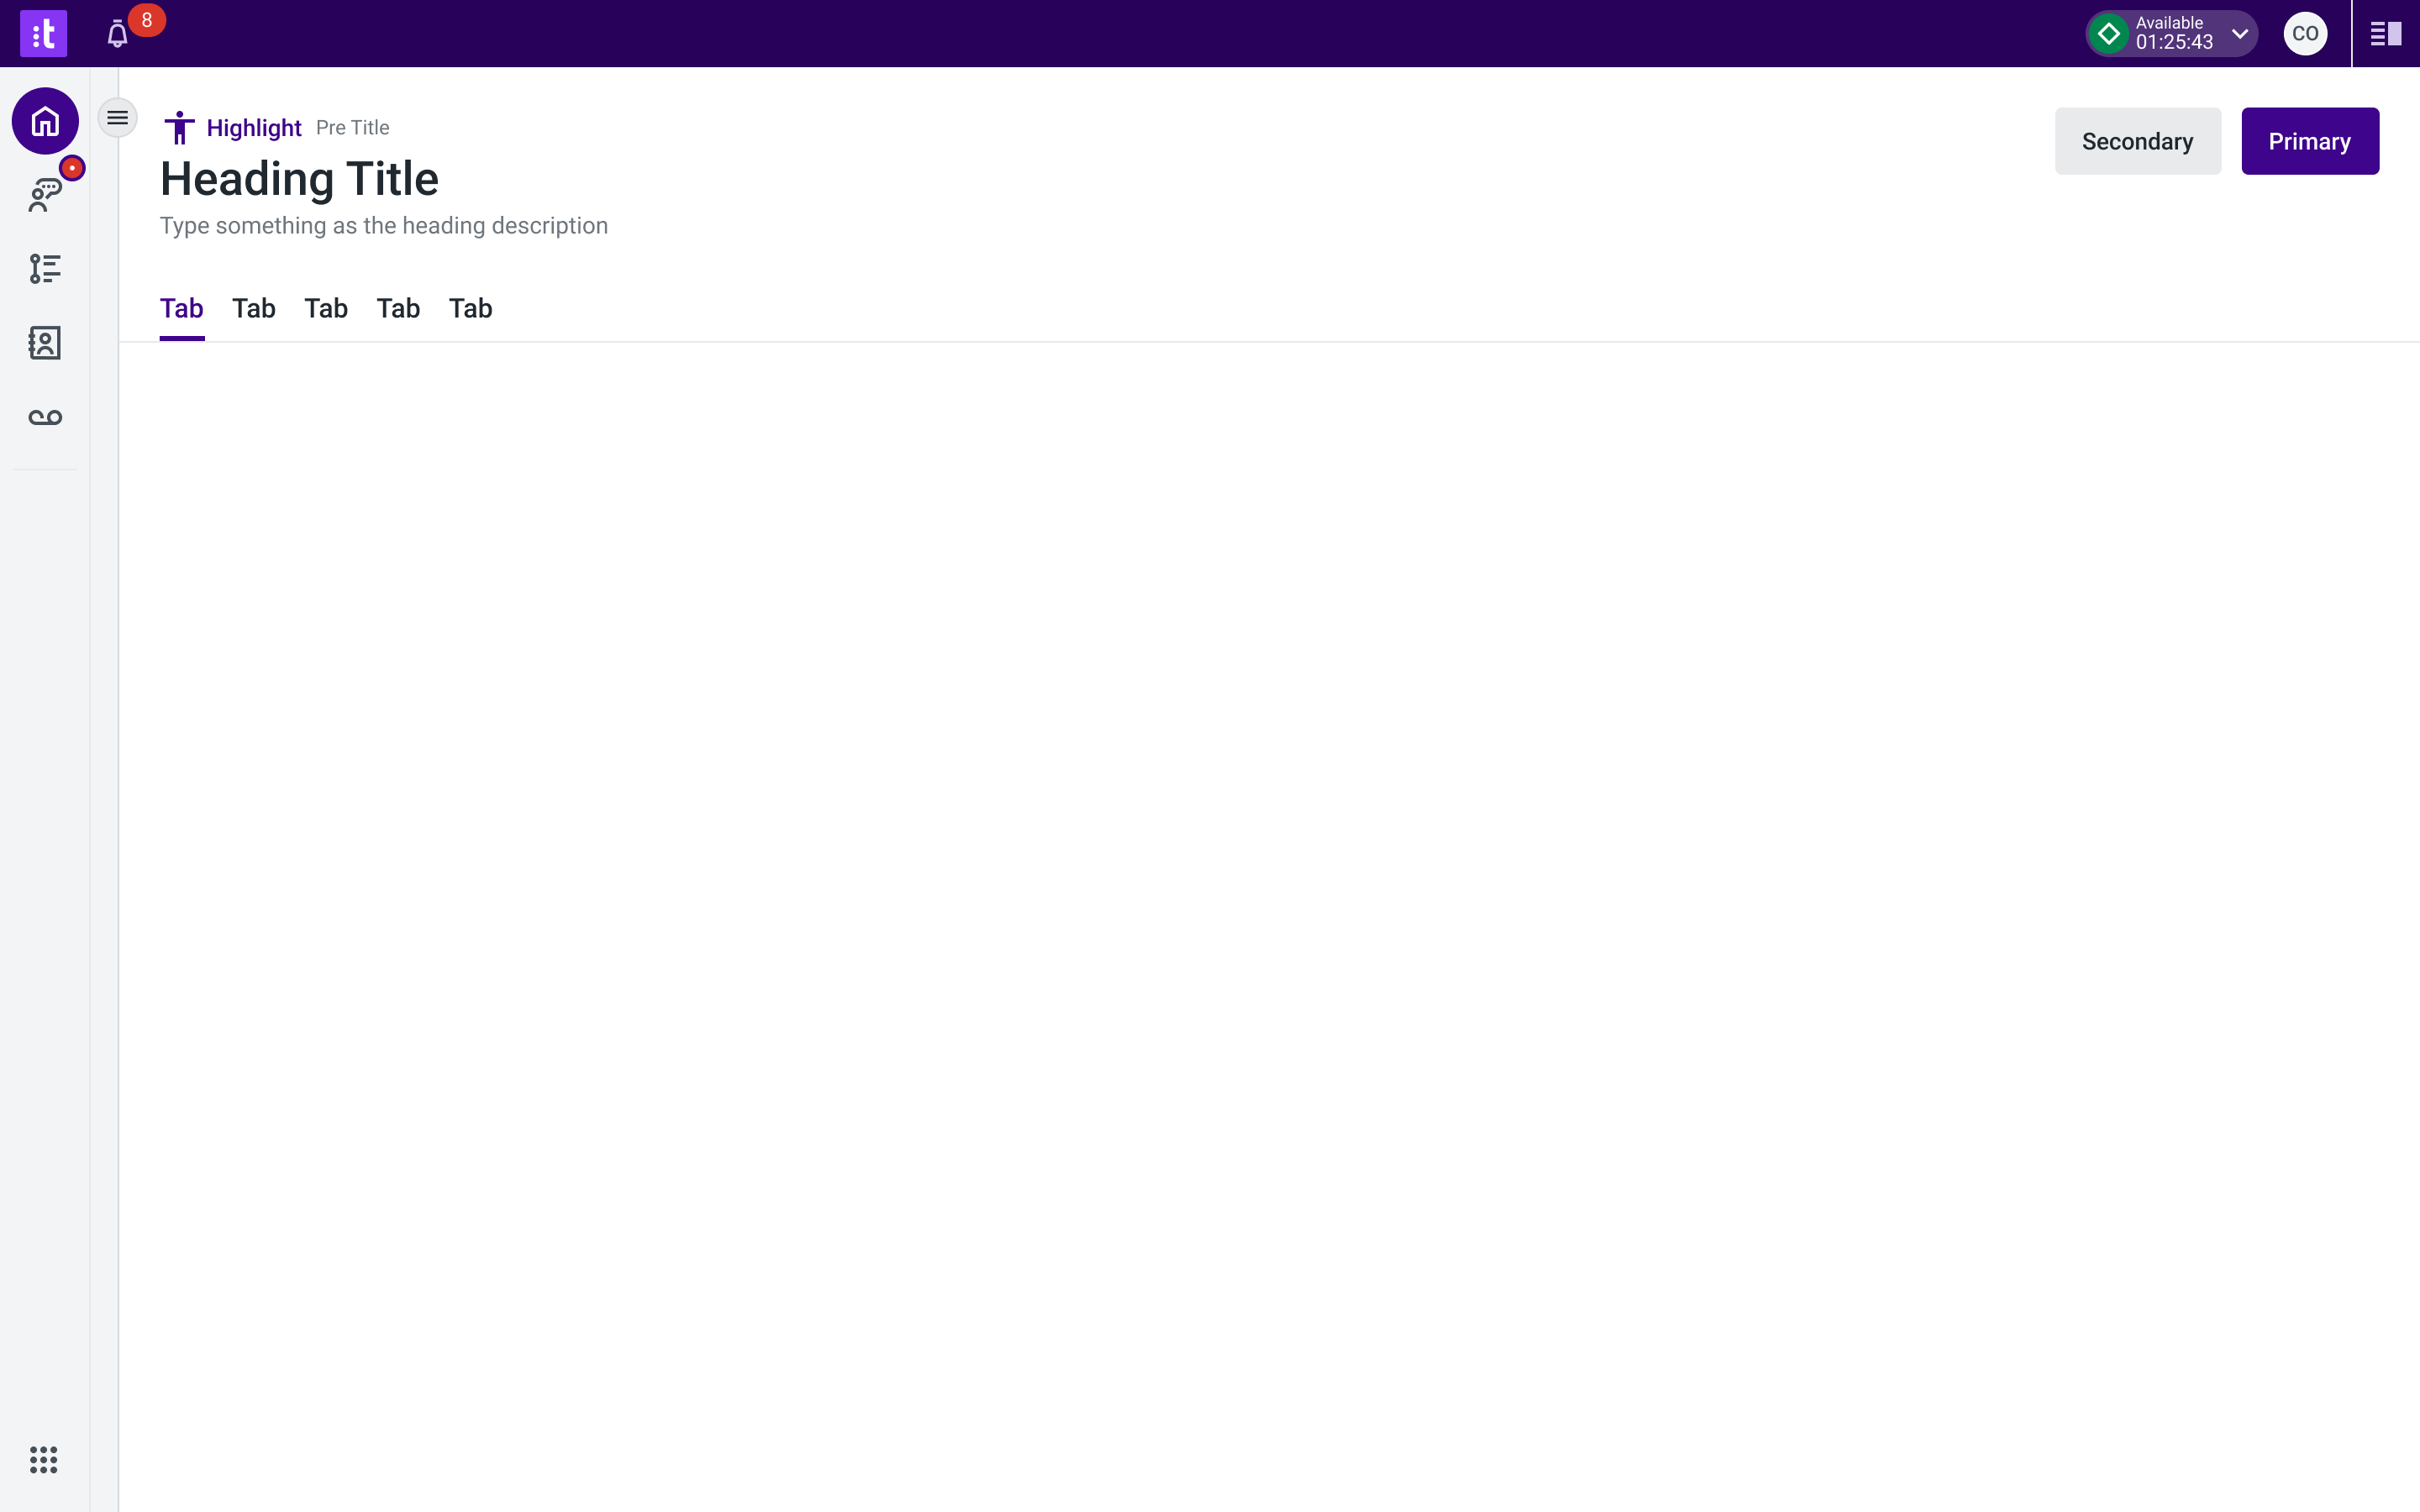 :t
8
Available
01:25:43
CO
Highlight Pre Title
Heading Title
Type something as the heading description
Secondary Primary
Tab Tab Tab Tab Tab